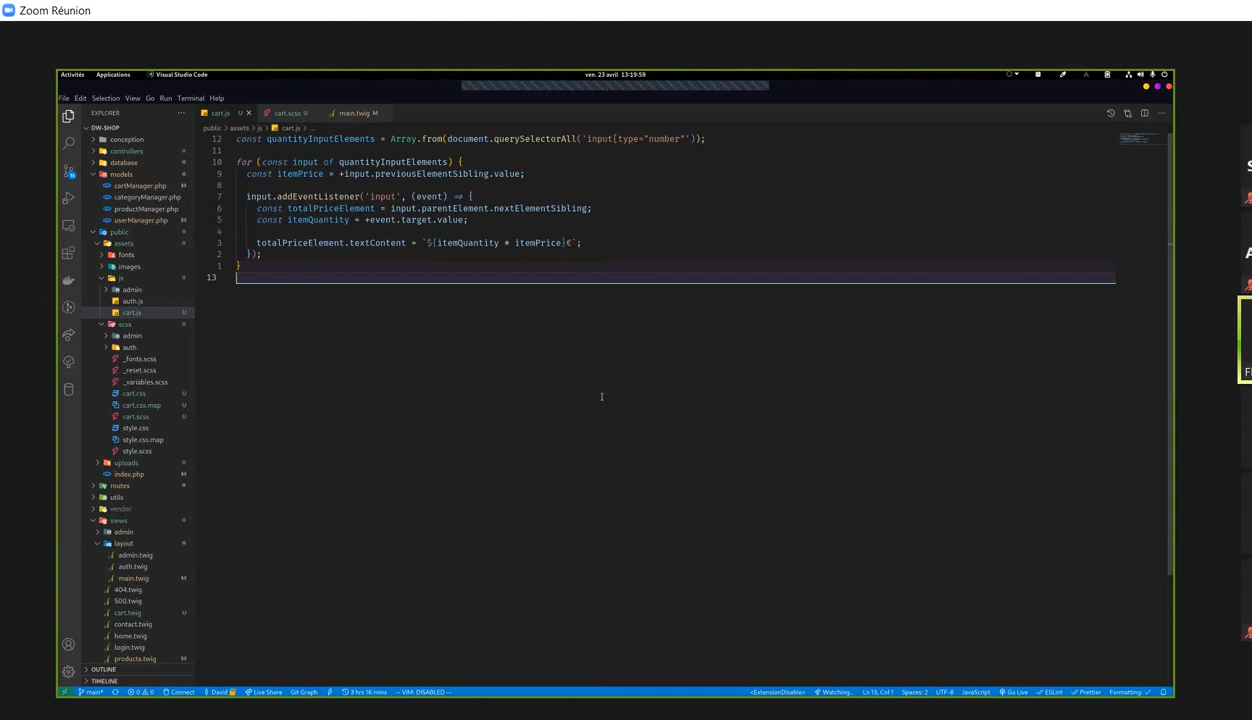 Zoom Réunion
Activités Applications Visual Studio Code ven. 23 avril 13:19:59
File Edit Selection View Go Run Terminal Help
EXPLORER
DW-SHOP
conception
controllers
database
models
cartManager.php
categoryManager.php
productManager.php
userManager.php
public
assets
fonts
images
js
admin
auth.js
cart.js U
scss
admin
auth
_fonts.scss
_reset.scss
_variables.scss
cart.css U
cart.css.map U
cart.scss U
style.css
style.css.map
style.scss
uploads
index.php M
routes
utils
vendor
views
admin
layout
admin.twig
auth.twig
main.twig M
404.twig
500.twig
cart.twig U
contact.twig
home.twig
login.twig
products.twig M
OUTLINE
TIMELINE
cart.js U cart.scss U main.twig M
public > assets > js > cart.js > ...
12 const quantityInputElements = Array.from(document.querySelectorAll('input[type="number"'));
11
10 for (const input of quantityInputElements) {
9 const itemPrice = +input.previousElementSibling.value;
8
7 input.addEventListener('input', (event) => {
6 const totalPriceElement = input.parentElement.nextElementSibling;
5 const itemQuantity = +event.target.value;
4
3 totalPriceElement.textContent = `${itemQuantity * itemPrice}€`;
2 });
1 }
13
main* 0 0 Connect David Live Share Git Graph 3 hrs 16 mins -- VIM: DISABLED -- <ExtensionDisable> Watching... Ln 13, Col 1 Spaces: 2 UTF-8 JavaScript Go Live ESLint Prettier Formatting: ✓